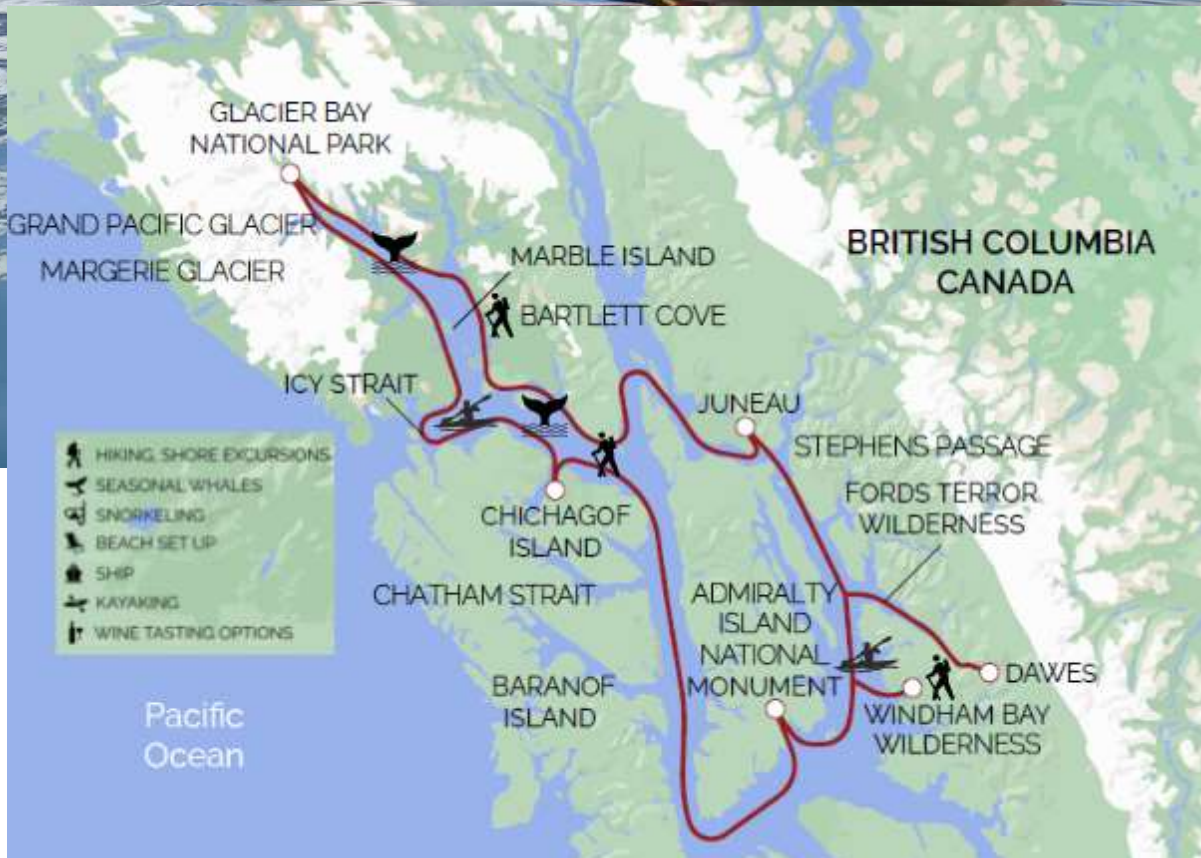 GLACIER BAY
NATIONAL PARK
GRAND PACIFIC GLACIER
MARGERIE GLACIER
MARBLE ISLAND
BARTLETT COVE
BRITISH COLUMBIA
CANADA
ICY STRAIT
JUNEAU
STEPHENS PASSAGE
FORDS TERROR
WILDERNESS
HIKING, SHORE EXCURSIONS
SEASONAL WHALES
SNORKELING
BEACH SET UP
SHIP
KAYAKING
WINE TASTING OPTIONS
CHICHAGOF
ISLAND
CHATHAM STRAIT
ADMIRALTY
ISLAND
NATIONAL
MONUMENT
BARANOF
ISLAND
DAWES
WINDHAM BAY
WILDERNESS
Pacific
Ocean